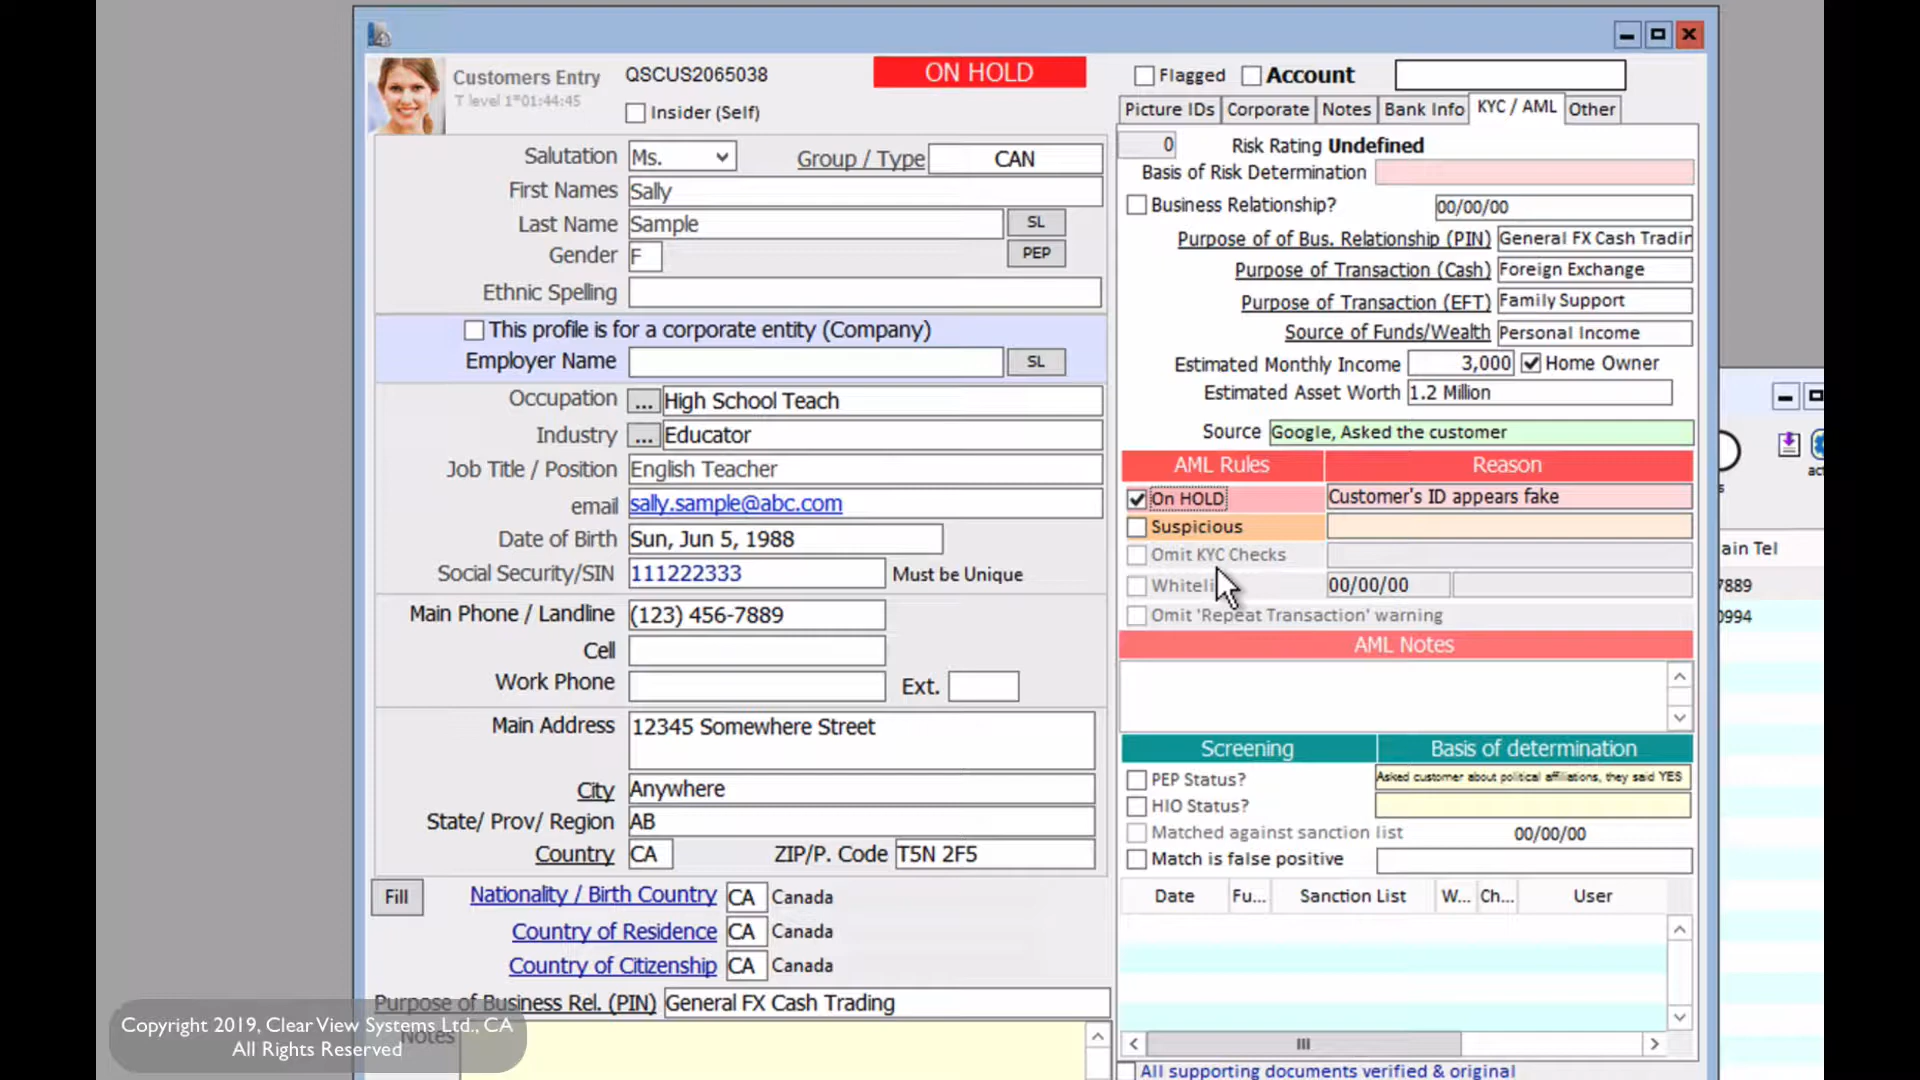 Customers Entry QSCUS2065038 ON HOLD
T level 1*01:44:45
Insider (Self)
Salutation Ms. Group / Type CAN
First Names Sally
Last Name Sample SL
Gender F PEP
Ethnic Spelling
This profile is for a corporate entity (Company)
Employer Name SL
Occupation ... High School Teach
Industry ... Educator
Job Title / Position English Teacher
email sally.sample@abc.com
Date of Birth Sun, Jun 5, 1988
Social Security/SIN 111222333 Must be Unique
Main Phone / Landline (123) 456-7889
Cell
Work Phone Ext.
Main Address 12345 Somewhere Street
City Anywhere
State/ Prov/ Region AB
Country CA ZIP/P. Code T5N 2F5
Fill Nationality / Birth Country CA Canada
Country of Residence CA Canada
Country of Citizenship CA Canada
Purpose of Business Rel. (PIN) General FX Cash Trading
Notes
Flagged Account
Picture IDs Corporate Notes Bank Info KYC / AML Other
0 Risk Rating Undefined
Basis of Risk Determination
Business Relationship? 00/00/00
Purpose of of Bus. Relationship (PIN) General FX Cash Tradin
Purpose of Transaction (Cash) Foreign Exchange
Purpose of Transaction (EFT) Family Support
Source of Funds/Wealth Personal Income
Estimated Monthly Income 3,000 Home Owner
Estimated Asset Worth 1.2 Million
Source Google, Asked the customer
AML Rules Reason
On HOLD Customer's ID appears fake
Suspicious
Omit KYC Checks
Whiteli 00/00/00
Omit 'Repeat Transaction' warning
AML Notes
Screening Basis of determination
PEP Status? Asked customer about political affiliations, they said YES
HIO Status?
Matched against sanction list 00/00/00
Match is false positive
Date Fu... Sanction List W... Ch... User
All supporting documents verified & original
ain Tel
7889
0994
Copyright 2019, Clear View Systems Ltd., CA
All Rights Reserved